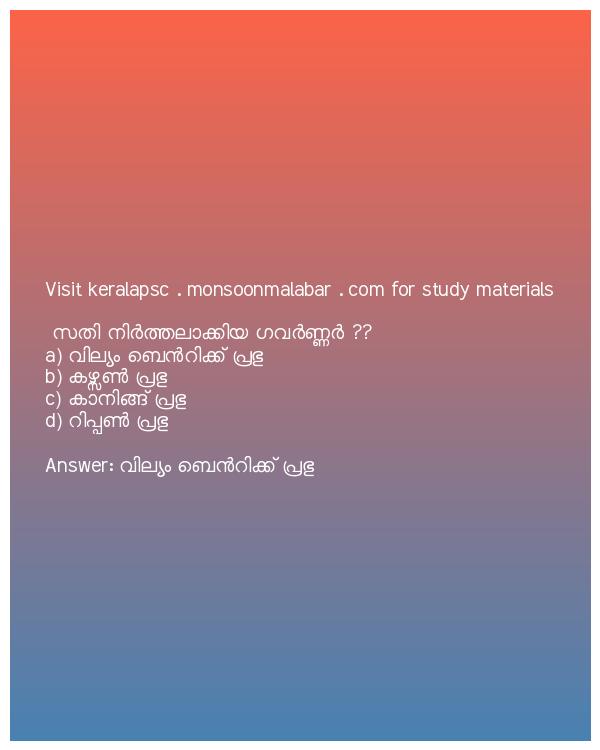 Visit keralapsc . monsoonmalabar . com for study materials
സതി നിർത്തലാക്കിയ ഗവർണ്ണർ ??
a) വില്യം ബെൻറിക്ക് പ്രഭു
b) കഴ്സൺ പ്രഭു
c) കാനിങ്ങ് പ്രഭു
d) റിപ്പൺ പ്രഭു
Answer: വില്യം ബെൻറിക്ക് പ്രഭു